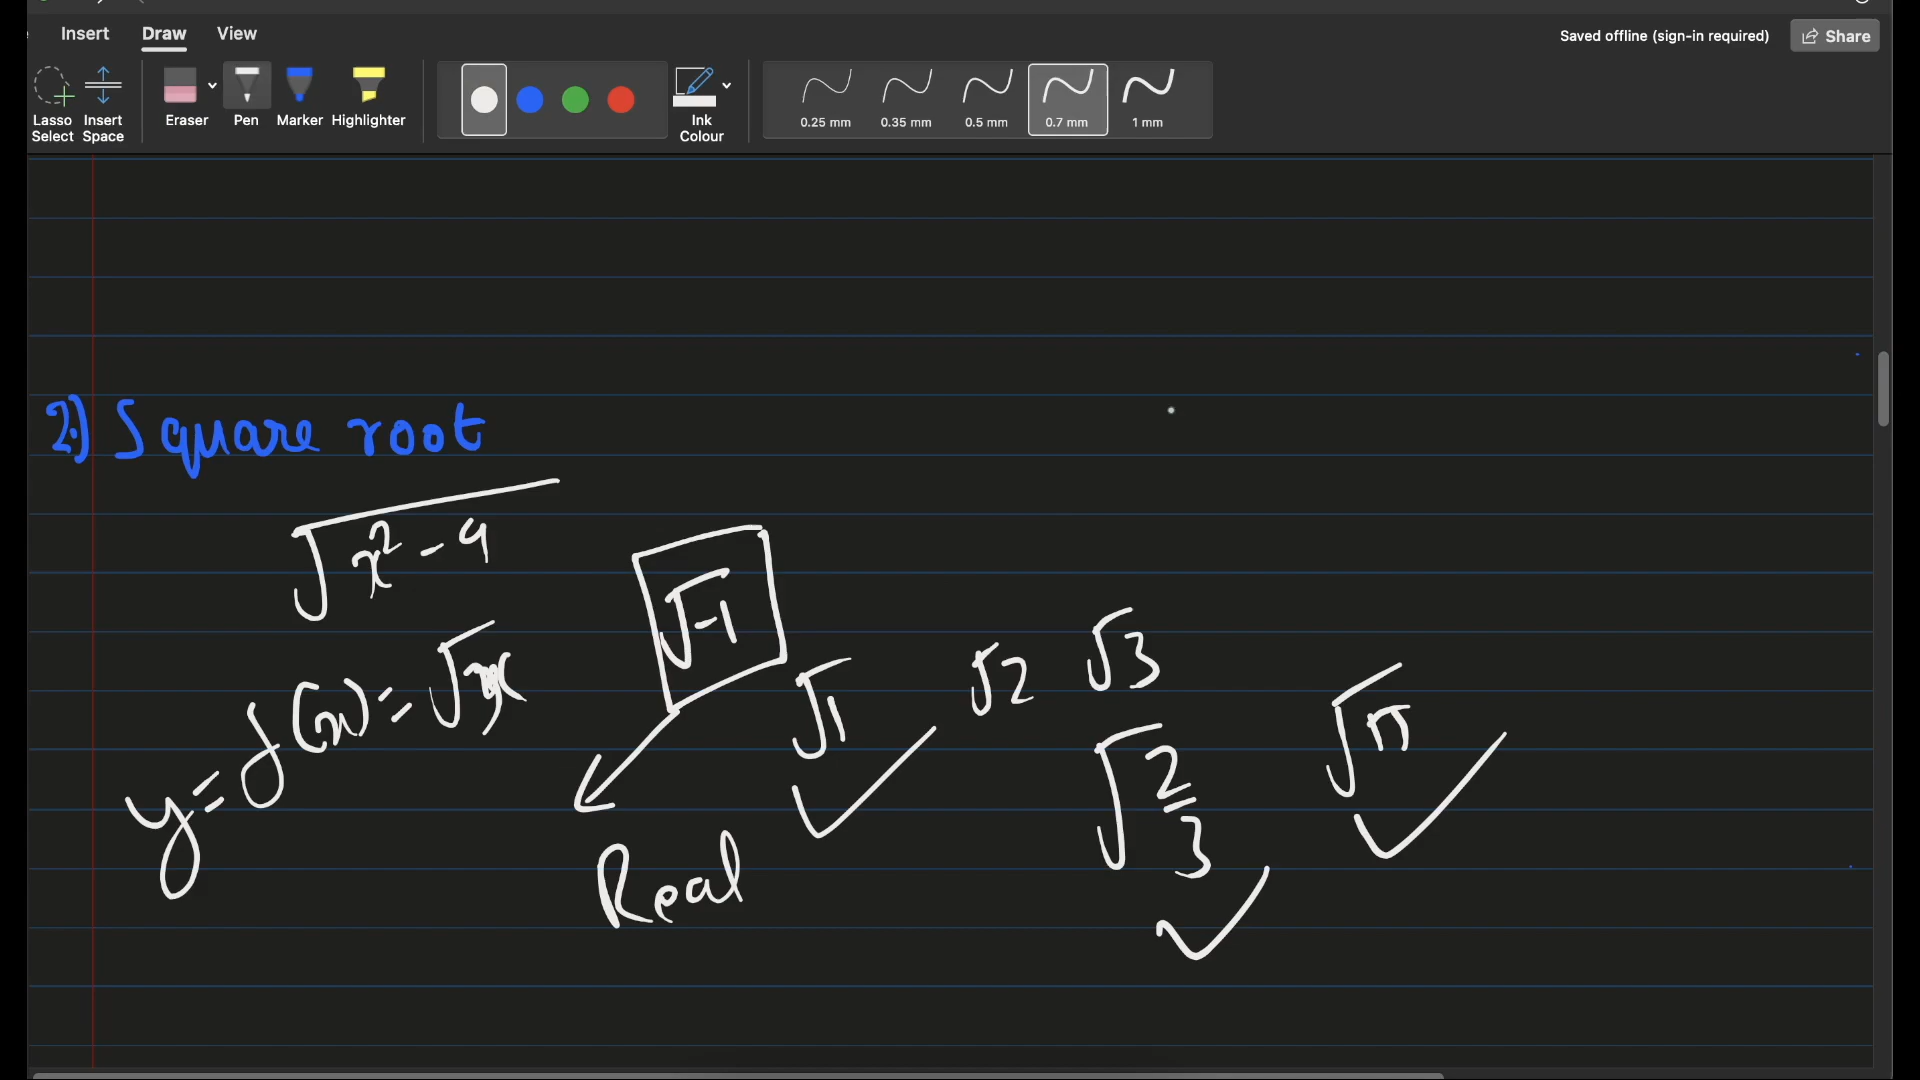 Insert Draw View
Saved offline (sign-in required)
Share
Lasso Select
Insert Space
Eraser
Pen
Marker
Highlighter
Ink Colour
0.25 mm
0.35 mm
0.5 mm
0.7 mm
1 mm
2.) Square root
√x² - 9
√-1
y = f(x) = √x
√1
√2 √3
√2/3
√π
Real